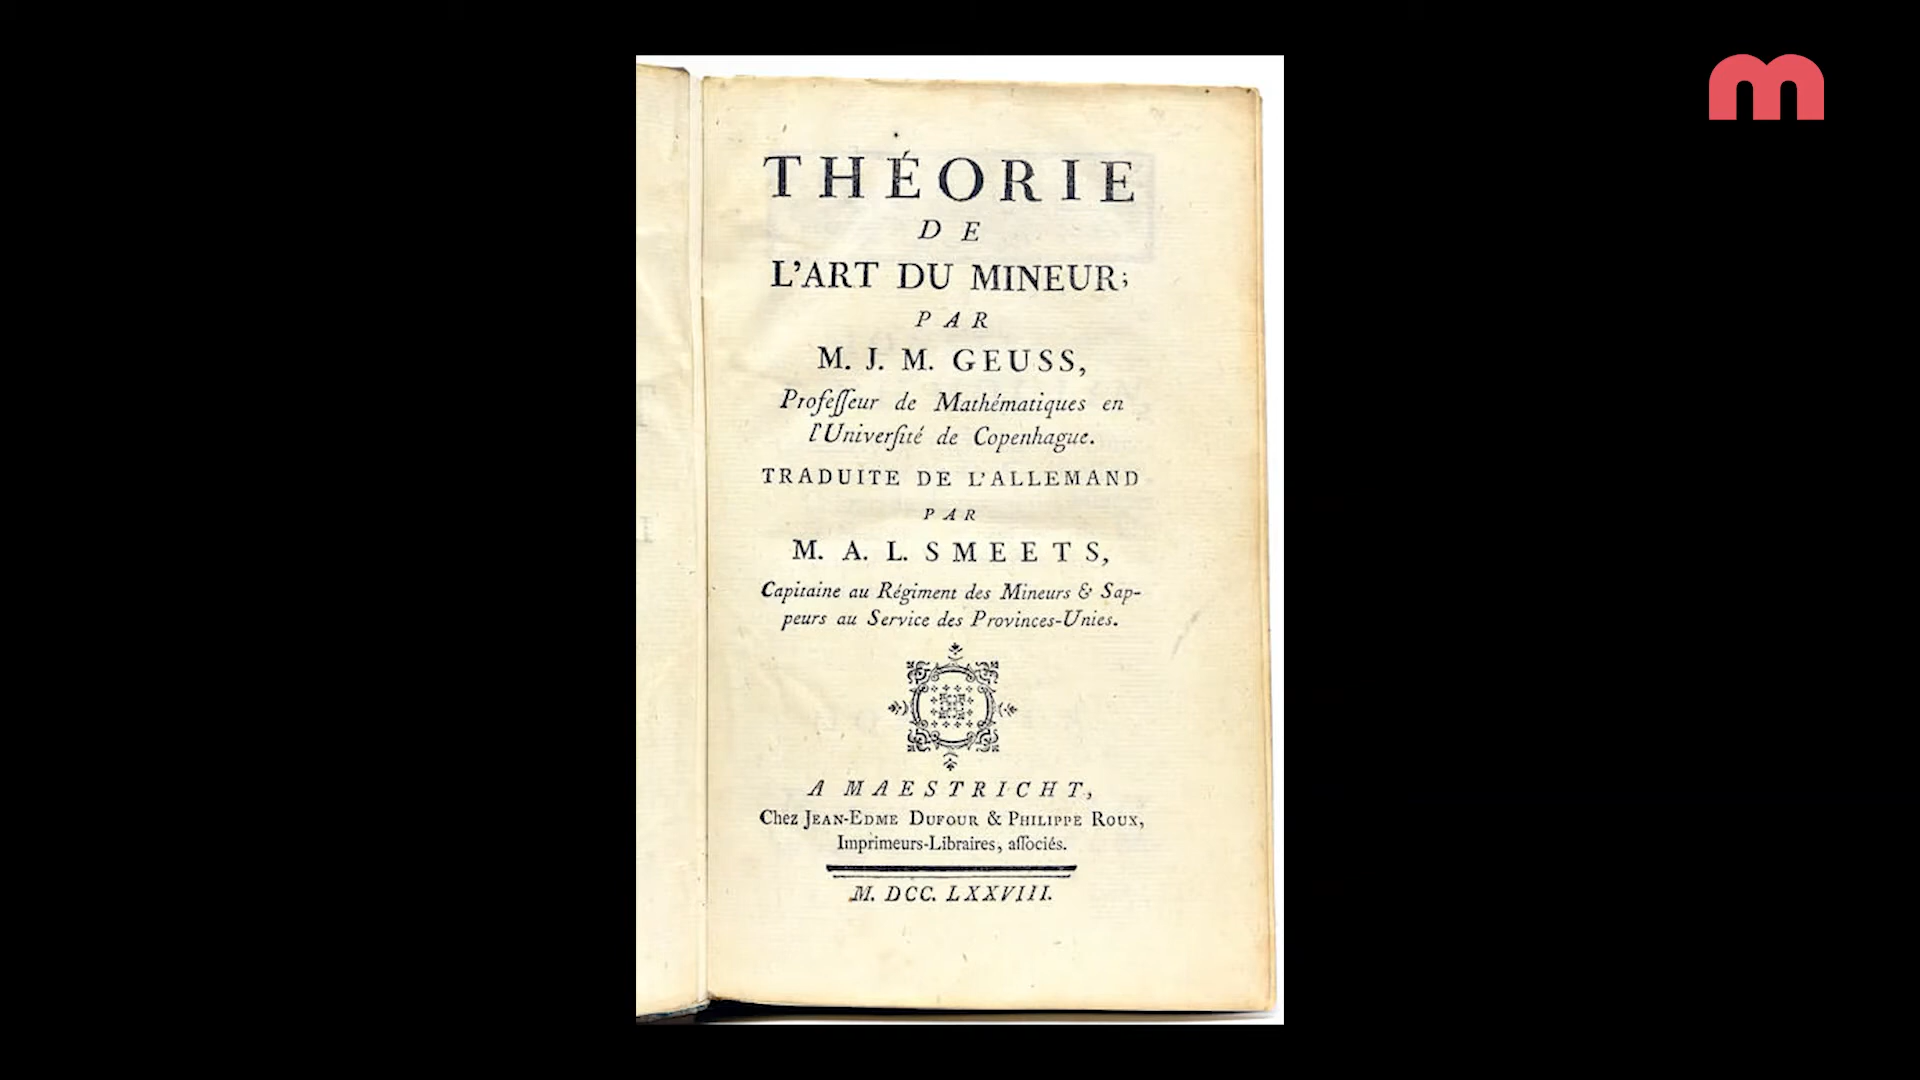 THÉORIE
DE
L'ART DU MINEUR;
PAR
M. J. M. GEUSS,
Profeſſeur de Mathématiques en
l'Univerſité de Copenhague.
TRADUITE DE L'ALLEMAND
PAR
M. A. L. SMEETS,
Capitaine au Régiment des Mineurs & Sap-
peurs au Service des Provinces-Unies.
A MAESTRICHT,
Chez JEAN-EDME DUFOUR & PHILIPPE ROUX,
Imprimeurs-Libraires, aſſociés.
M. DCC. LXXVIII.
m